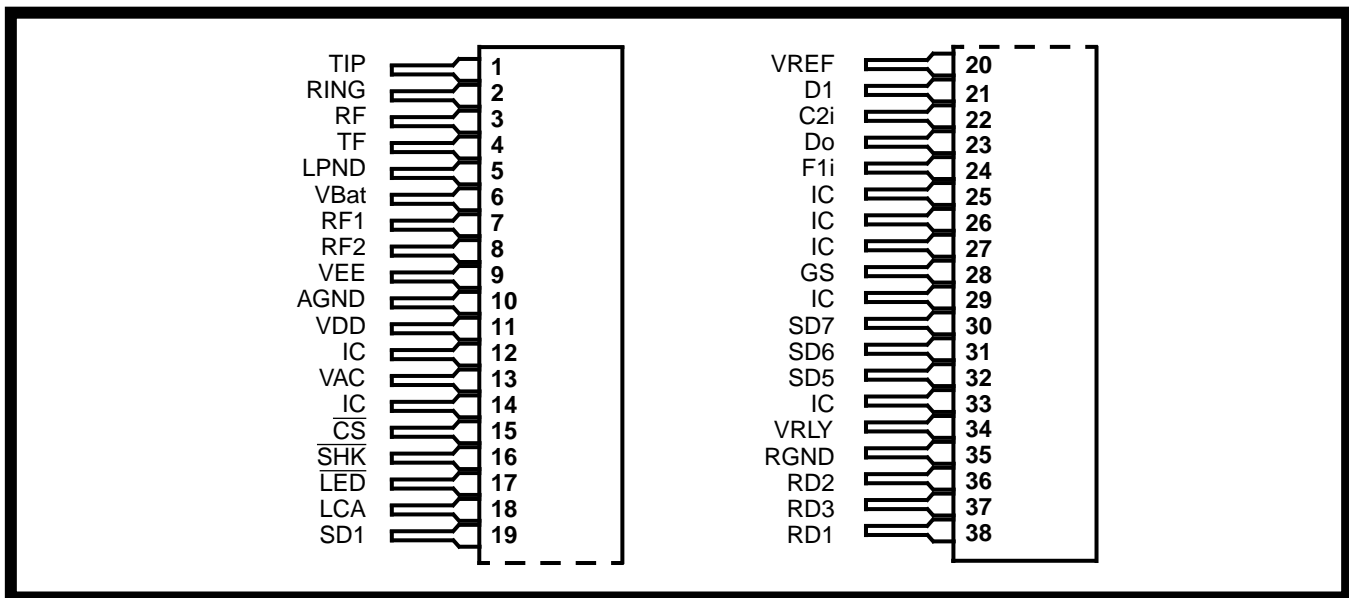 TIP 1
RING 2
RF 3
TF 4
LPND 5
VBat 6
RF1 7
RF2 8
VEE 9
AGND 10
VDD 11
IC 12
VAC 13
IC 14
C̅S̅ 15
S̅H̅K̅ 16
L̅E̅D̅ 17
LCA 18
SD1 19
VREF 20
D1 21
C2i 22
Do 23
F1i 24
IC 25
IC 26
IC 27
GS 28
IC 29
SD7 30
SD6 31
SD5 32
IC 33
VRLY 34
RGND 35
RD2 36
RD3 37
RD1 38